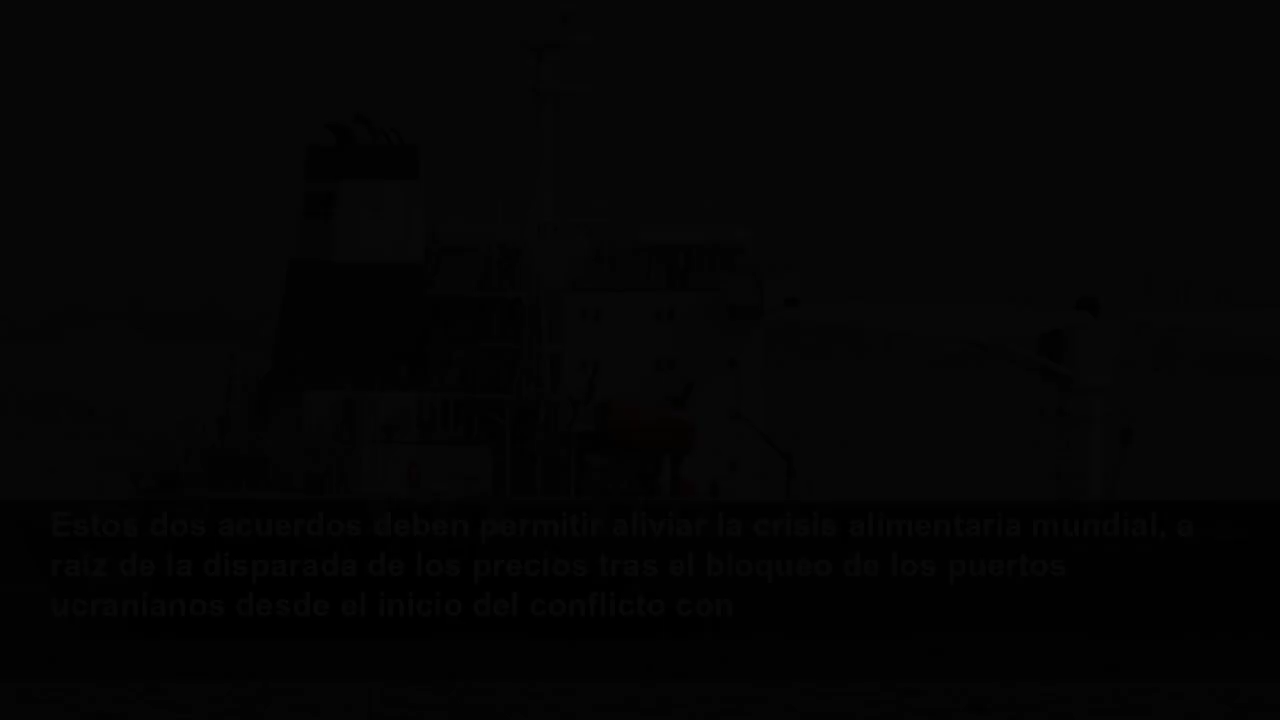 Estos dos acuerdos deben permitir aliviar la crisis alimentaria mundial, a
raíz de la disparada de los precios tras el bloqueo de los puertos
ucranianos desde el inicio del conflicto con